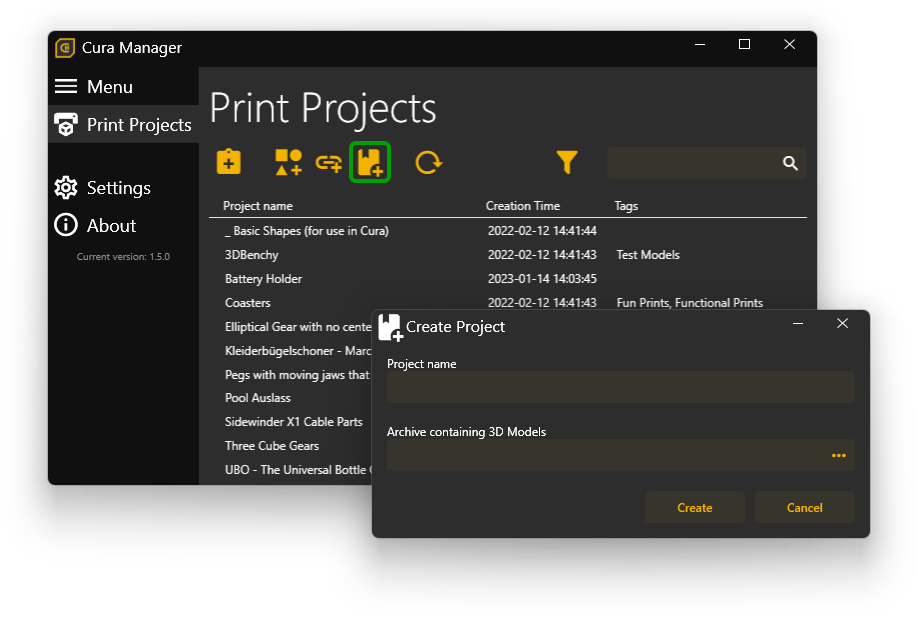 Cura Manager
Menu
Print Projects
Settings
About
Current version: 1.5.0
Print Projects
Project name Creation Time Tags
_ Basic Shapes (for use in Cura) 2022-02-12 14:41:44
3DBenchy 2022-02-12 14:41:43 Test Models
Battery Holder 2023-01-14 14:03:45
Coasters 2022-02-12 14:41:43 Fun Prints, Functional Prints
Elliptical Gear with no cente
Kleiderbügelschoner - Marc
Pegs with moving jaws that
Pool Auslass
Sidewinder X1 Cable Parts
Three Cube Gears
UBO - The Universal Bottle
Create Project
Project name
Archive containing 3D Models
Create Cancel